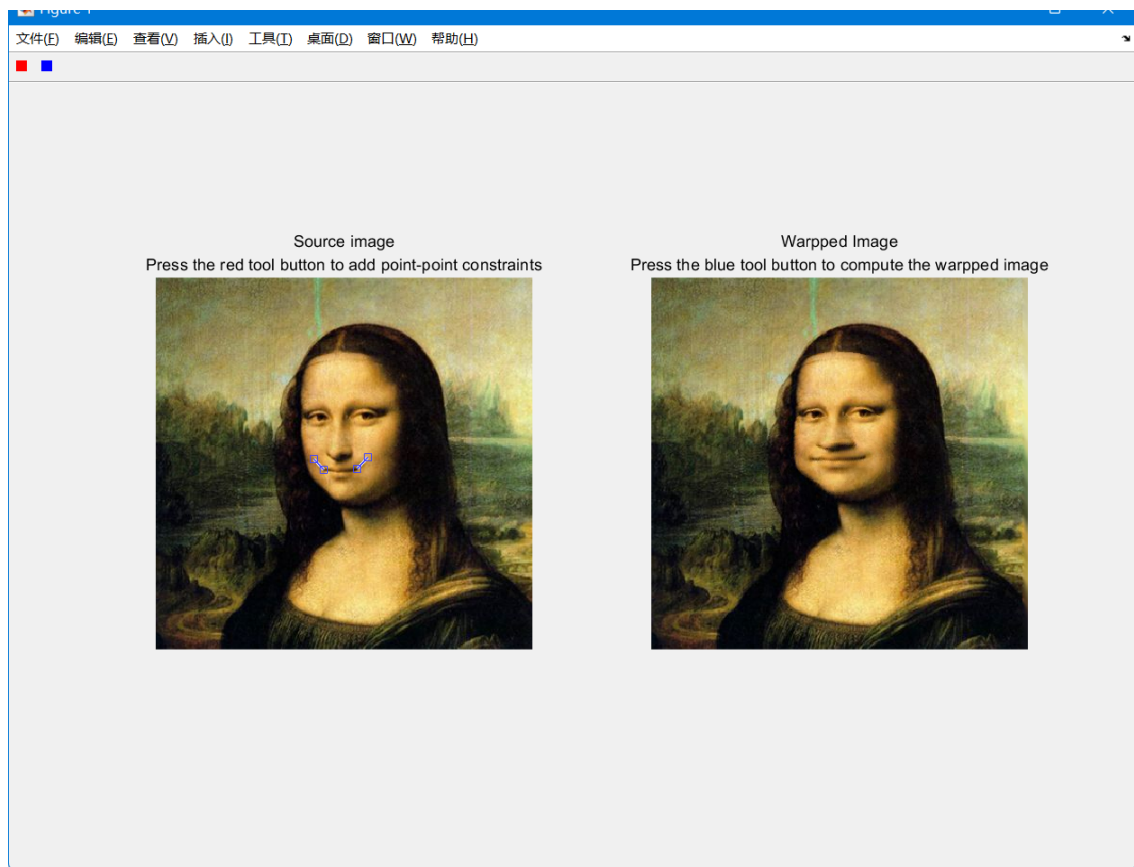 Figure 1
文件(F) 编辑(E) 查看(V) 插入(I) 工具(T) 桌面(D) 窗口(W) 帮助(H)
Source image
Press the red tool button to add point-point constraints
Warpped Image
Press the blue tool button to compute the warpped image